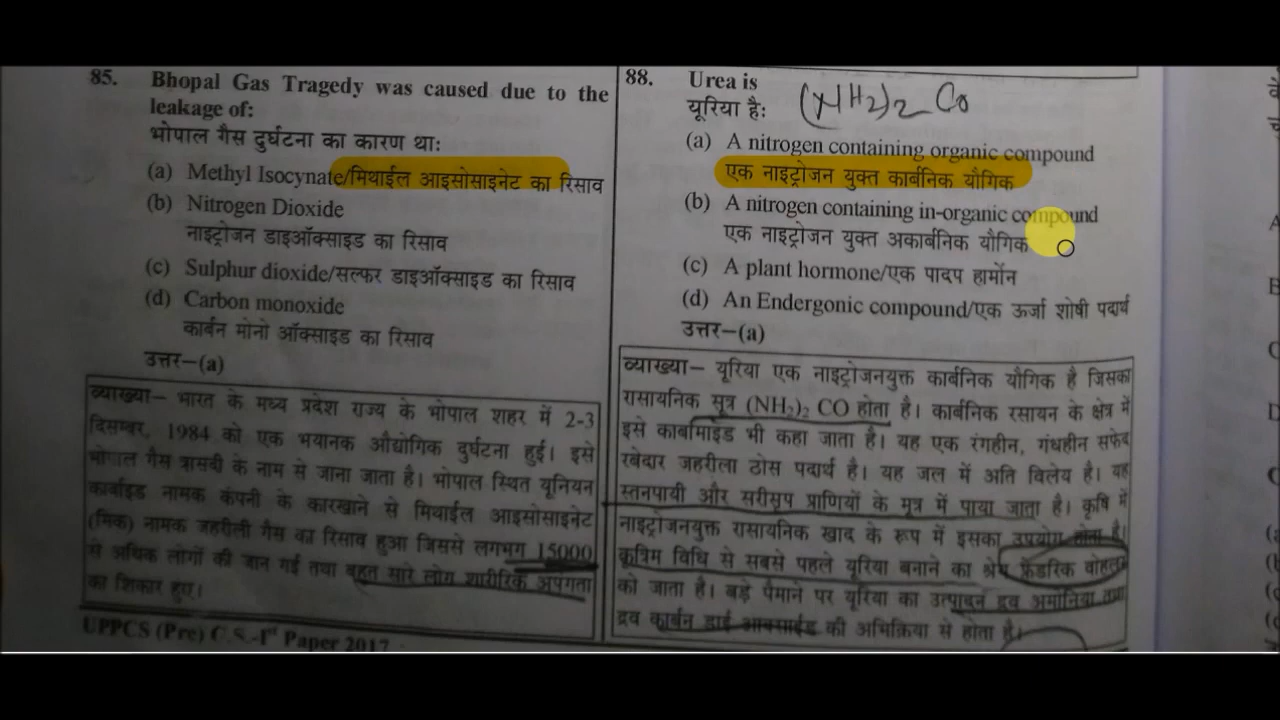 85. Bhopal Gas Tragedy was caused due to the
leakage of:
भोपाल गैस दुर्घटना का कारण था:
(a) Methyl Isocynate/मिथाईल आइसोसाइनेट का रिसाव
(b) Nitrogen Dioxide
नाइट्रोजन डाइऑक्साइड का रिसाव
(c) Sulphur dioxide/सल्फर डाइऑक्साइड का रिसाव
(d) Carbon monoxide
कार्बन मोनो ऑक्साइड का रिसाव
उत्तर–(a)
व्याख्या– भारत के मध्य प्रदेश राज्य के भोपाल शहर में 2-3
दिसम्बर, 1984 को एक भयानक औद्योगिक दुर्घटना हुई। इसे
भोपाल गैस त्रासदी के नाम से जाना जाता है। भोपाल स्थित यूनियन
कार्बाइड नामक कंपनी के कारखाने से मिथाईल आइसोसाइनेट
(मिक) नामक जहरीली गैस का रिसाव हुआ जिससे लगभग 15000
से अधिक लोगों की जान गई तथा बहुत सारे लोग शारीरिक अपंगता
का शिकार हुए।
UPPCS (Pre) G.S.-Ist Paper 2017
88. Urea is
यूरिया है: (NH2)2 Co
(a) A nitrogen containing organic compound
एक नाइट्रोजन युक्त कार्बनिक यौगिक
(b) A nitrogen containing in-organic compound
एक नाइट्रोजन युक्त अकार्बनिक यौगिक
(c) A plant hormone/एक पादप हार्मोन
(d) An Endergonic compound/एक ऊर्जा शोषी पदार्थ
उत्तर–(a)
व्याख्या– यूरिया एक नाइट्रोजनयुक्त कार्बनिक यौगिक है जिसका
रासायनिक सूत्र (NH₂)₂ CO होता है। कार्बनिक रसायन के क्षेत्र में
इसे कार्बामाइड भी कहा जाता है। यह एक रंगहीन, गंधहीन सफेद
रवेदार जहरीला ठोस पदार्थ है। यह जल में अति विलेय है। यह
स्तनपायी और सरीसृप प्राणियों के मूत्र में पाया जाता है। कृषि में
नाइट्रोजनयुक्त रासायनिक खाद के रूप में इसका उपयोग होता है।
कृत्रिम विधि से सबसे पहले यूरिया बनाने का श्रेय फ्रेडरिक वोहलर
को जाता है। बड़े पैमाने पर यूरिया का उत्पादन द्रव अमोनिया तथा
द्रव कार्बन डाई आक्साईड की अभिक्रिया से होता है।